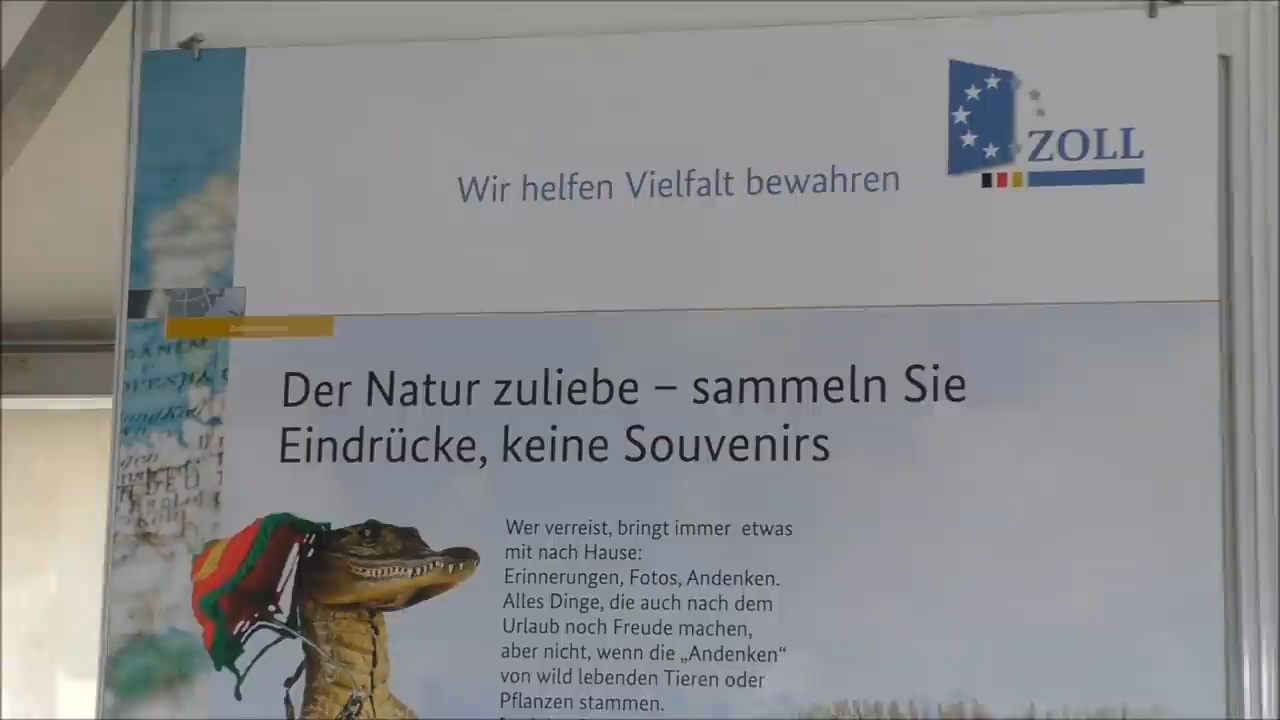 Wir helfen Vielfalt bewahren
ZOLL
Der Natur zuliebe – sammeln Sie
Eindrücke, keine Souvenirs
Wer verreist, bringt immer etwas
mit nach Hause:
Erinnerungen, Fotos, Andenken.
Alles Dinge, die auch nach dem
Urlaub noch Freude machen,
aber nicht, wenn die „Andenken“
von wild lebenden Tieren oder
Pflanzen stammen.